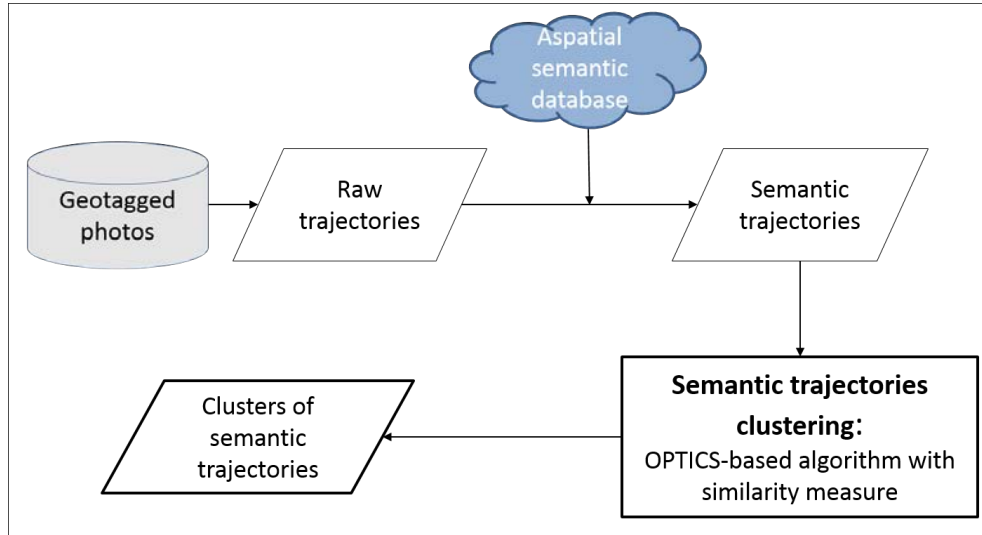 Aspatial
semantic
database
Geotagged
photos
Raw
trajectories
Semantic
trajectories
Semantic trajectories
clustering:
OPTICS-based algorithm with
similarity measure
Clusters of
semantic
trajectories